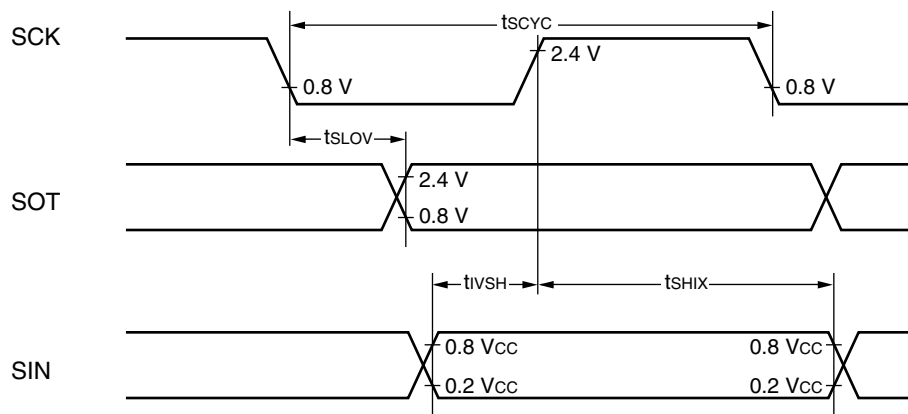 tSCYC
SCK
2.4 V
0.8 V 0.8 V
tSLOV
SOT
2.4 V
0.8 V
tIVSH tSHIX
SIN
0.8 VCC 0.8 VCC
0.2 VCC 0.2 VCC